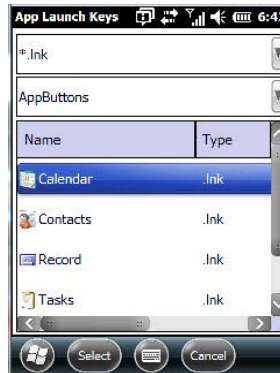 App Launch Keys 6:4
*.lnk
AppButtons
Name Type
Calendar .lnk
Contacts .lnk
Record .lnk
Tasks .lnk
Select Cancel